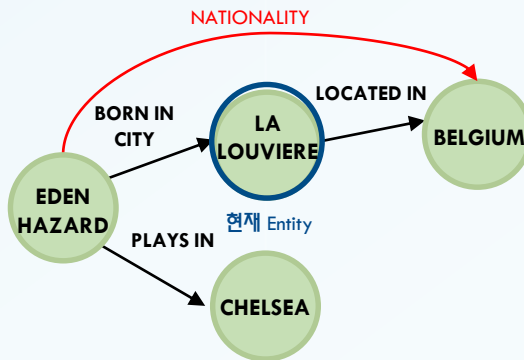 NATIONALITY
BORN IN
CITY
LOCATED IN
LA
LOUVIERE
BELGIUM
EDEN
HAZARD
현재 Entity
PLAYS IN
CHELSEA